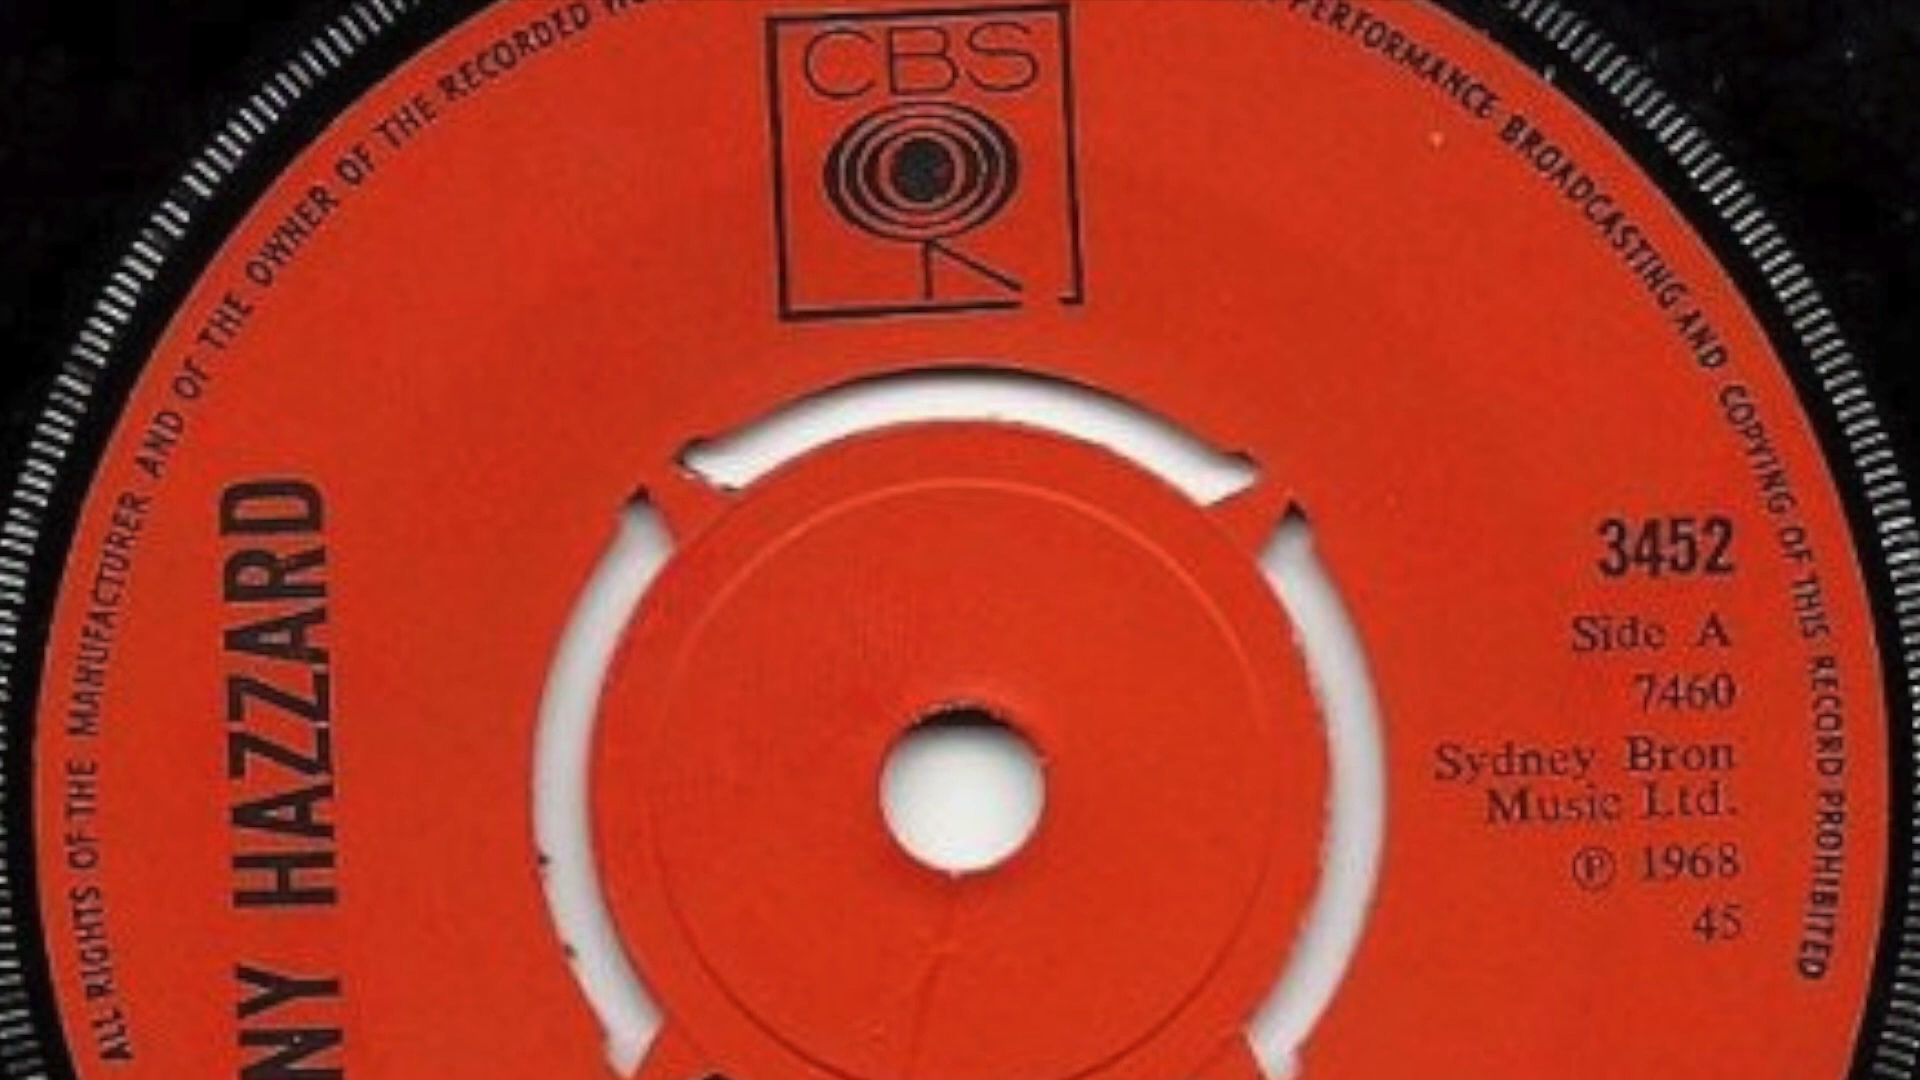 ALL RIGHTS OF THE MANUFACTURER AND OF THE OWNER OF THE RECORDED
PERFORMANCE BROADCASTING AND COPYING OF THIS RECORD PROHIBITED
CBS
NY HAZZARD
3452
Side A
7460
Sydney Bron
Music Ltd.
℗ 1968
45